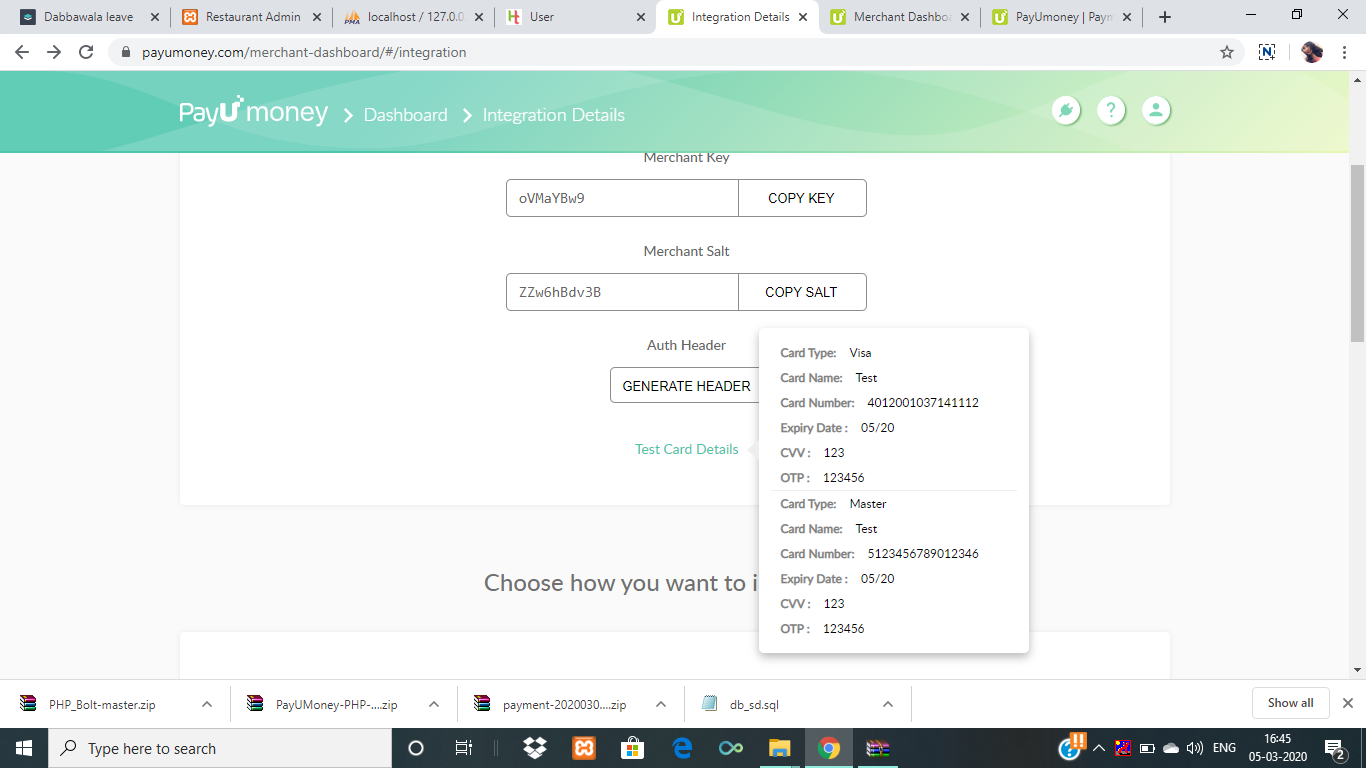 Dabbawala leave
Restaurant Admin
localhost / 127.0.0
User
Integration Details
Merchant Dashbo
PayUmoney | Paym
payumoney.com/merchant-dashboard/#/integration
PayUmoney
Dashboard
Integration Details
Merchant Key
oVMaYBw9
COPY KEY
Merchant Salt
ZZw6hBdv3B
COPY SALT
Auth Header
GENERATE HEADER
Test Card Details
Card Type: Visa
Card Name: Test
Card Number: 4012001037141112
Expiry Date : 05/20
CVV : 123
OTP : 123456
Card Type: Master
Card Name: Test
Card Number: 5123456789012346
Expiry Date : 05/20
CVV : 123
OTP : 123456
Choose how you want to i
PHP_Bolt-master.zip
PayUMoney-PHP-....zip
payment-2020030....zip
db_sd.sql
Show all
Type here to search
ENG
16:45
05-03-2020
2